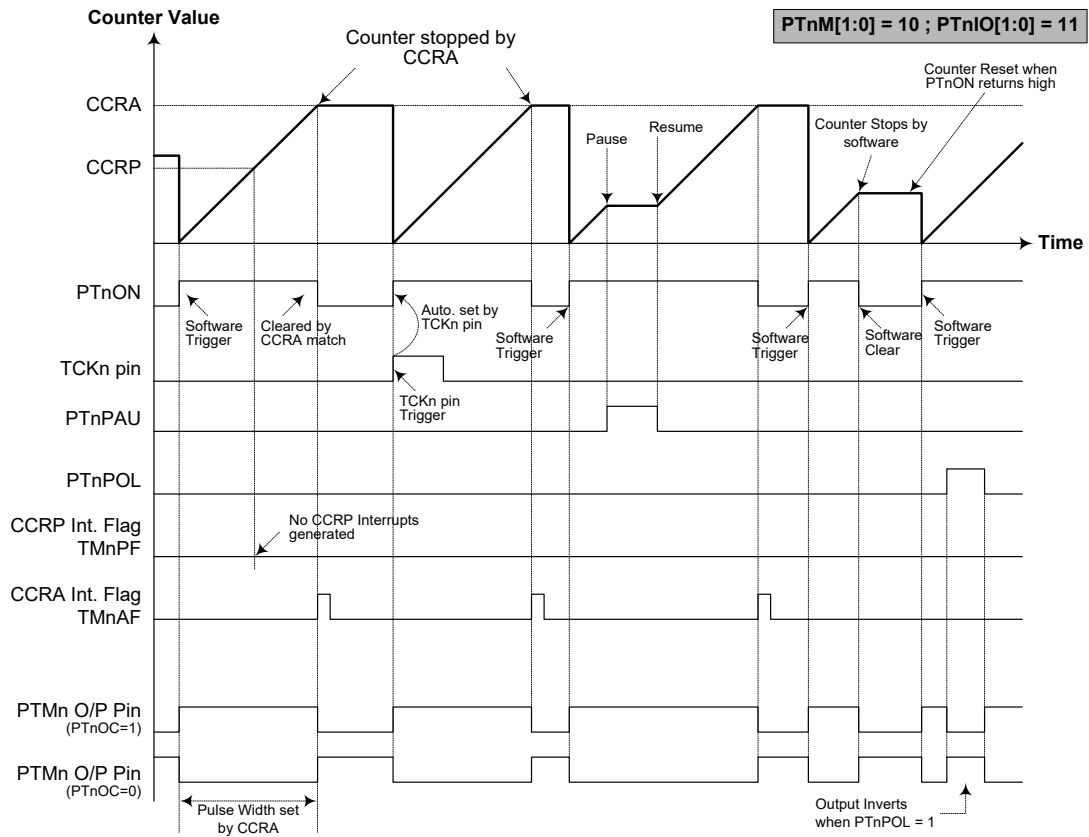 Counter Value
PTnM[1:0] = 10 ; PTnIO[1:0] = 11
Counter stopped by
CCRA
Counter Reset when
PTnON returns high
CCRA
Pause
Resume
Counter Stops by
software
CCRP
Time
PTnON
Software
Trigger
Cleared by
CCRA match
Auto. set by
TCKn pin
Software
Trigger
Software
Trigger
Software
Clear
Software
Trigger
TCKn pin
TCKn pin
Trigger
PTnPAU
PTnPOL
CCRP Int. Flag
TMnPF
No CCRP Interrupts
generated
CCRA Int. Flag
TMnAF
PTMn O/P Pin
(PTnOC=1)
PTMn O/P Pin
(PTnOC=0)
Pulse Width set
by CCRA
Output Inverts
when PTnPOL = 1